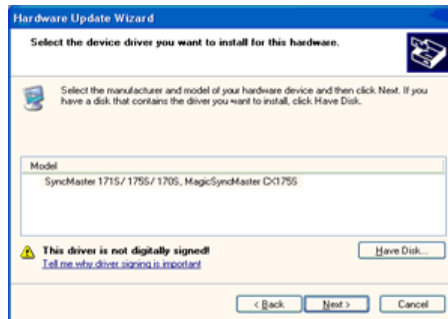 Hardware Update Wizard
Select the device driver you want to install for this hardware.
Select the manufacturer and model of your hardware device and then click Next. If you
have a disk that contains the driver you want to install, click Have Disk.
Model
SyncMaster 171S/ 175S/ 170S, MagicSyncMaster CX175S
This driver is not digitally signed!
Have Disk...
Tell me why driver signing is important
< Back
Next >
Cancel